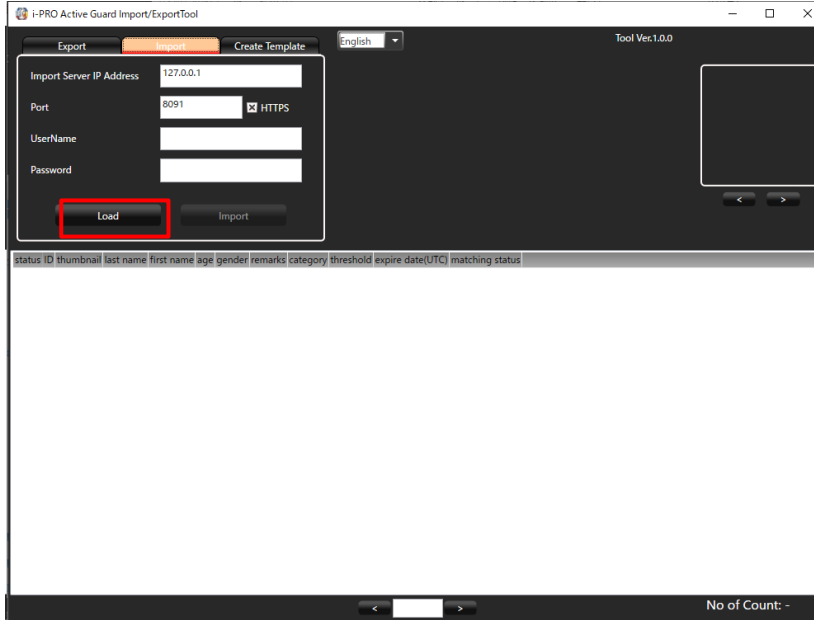 i-PRO Active Guard Import/ExportTool
Export Import Create Template English Tool Ver.1.0.0
Import Server IP Address 127.0.0.1
Port 8091 HTTPS
UserName
Password
Load Import
< >
status ID thumbnail last name first name age gender remarks category threshold expire date(UTC) matching status
< > No of Count: -